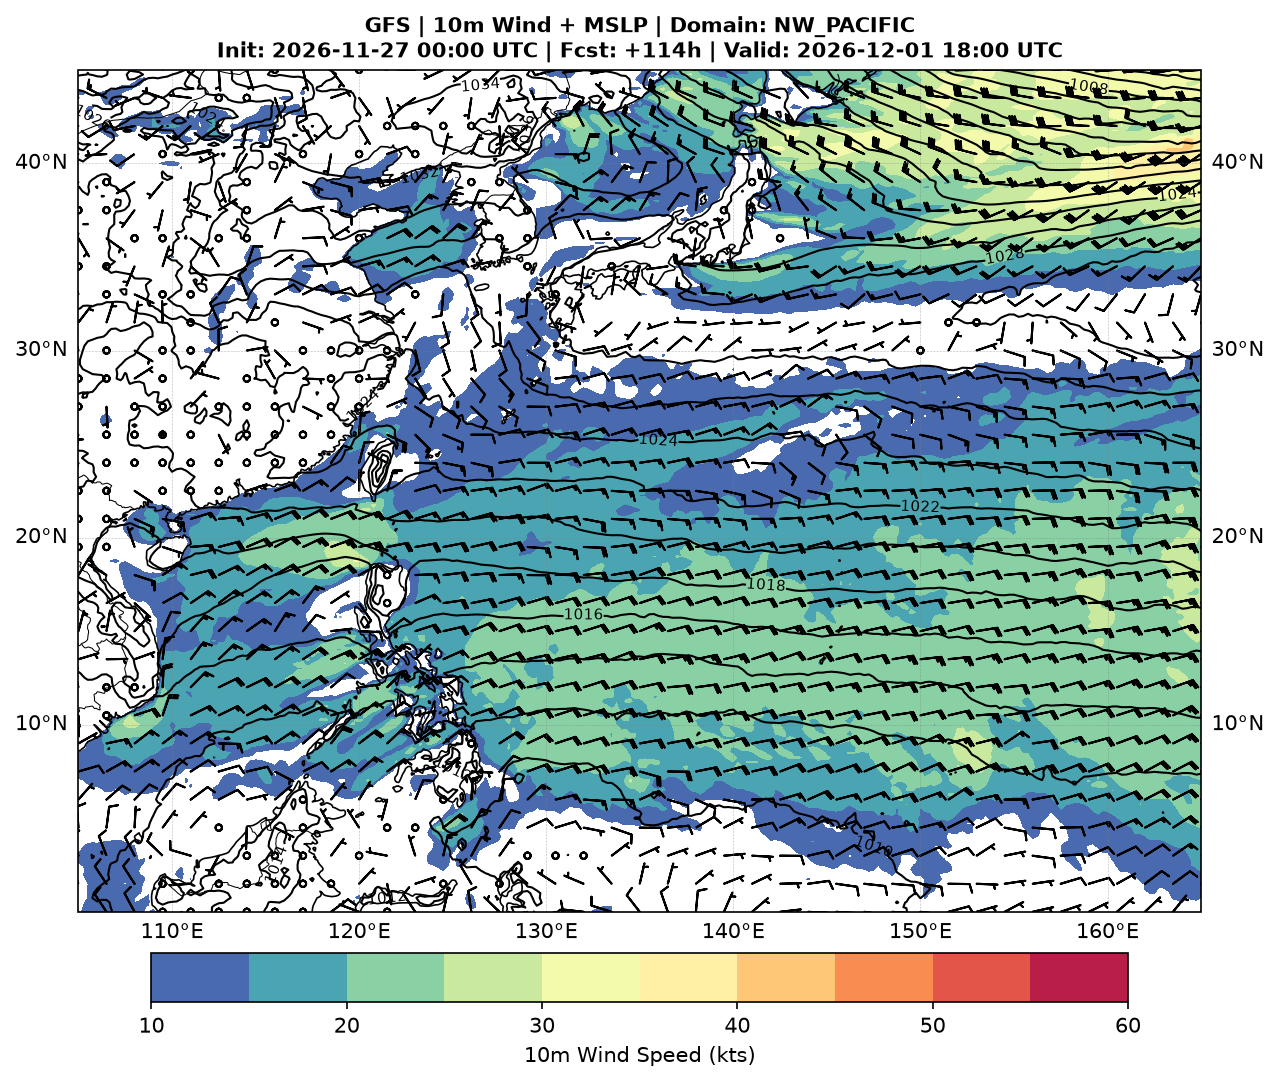 GFS | 10m Wind + MSLP | Domain: NW_PACIFIC
Init: 2026-11-27 00:00 UTC | Fcst: +114h | Valid: 2026-12-01 18:00 UTC
1034
1008
40°N
40°N
1032
1024
1028
30°N
30°N
1024
1024
1022
20°N
20°N
1018
1016
10°N
10°N
1010
1012
110°E 120°E 130°E 140°E 150°E 160°E
10 20 30 40 50 60
10m Wind Speed (kts)